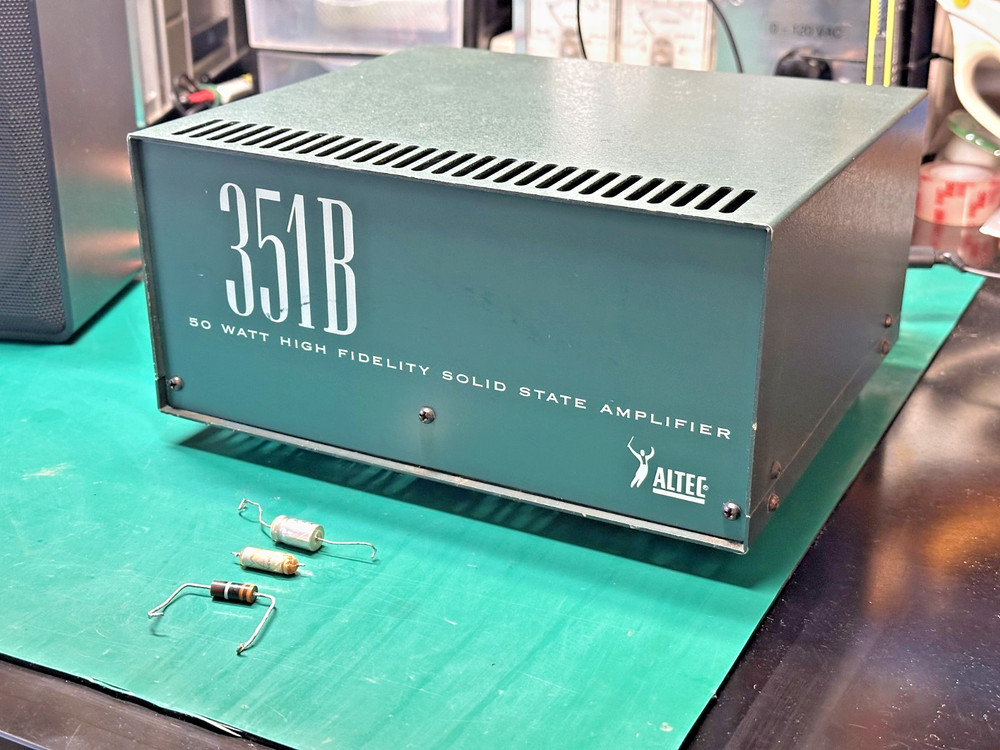 0 - 120 VAC
351B
50 WATT HIGH FIDELITY SOLID STATE AMPLIFIER
ALTEC